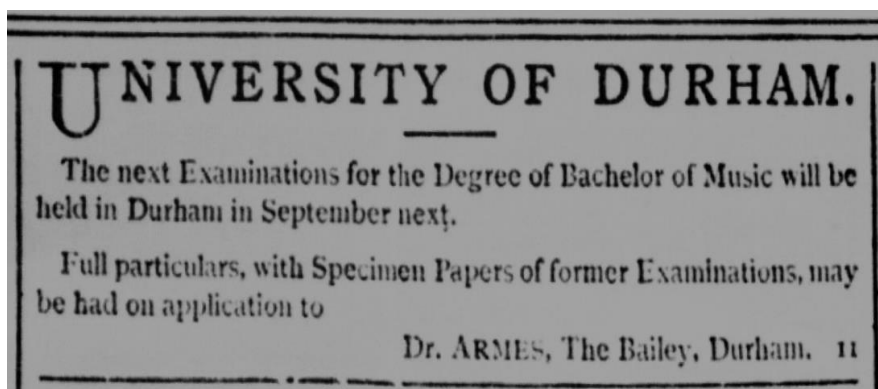 UNIVERSITY OF DURHAM.
The next Examinations for the Degree of Bachelor of Music will be
held in Durham in September next.
Full particulars, with Specimen Papers of former Examinations, may
be had on application to
Dr. ARMES, The Bailey, Durham. 11